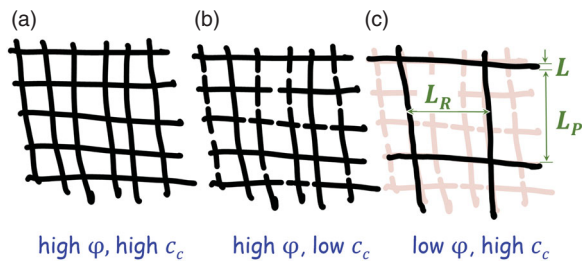 (a)
(b)
(c)
L
L_R
L_P
high φ, high c_c
high φ, low c_c
low φ, high c_c